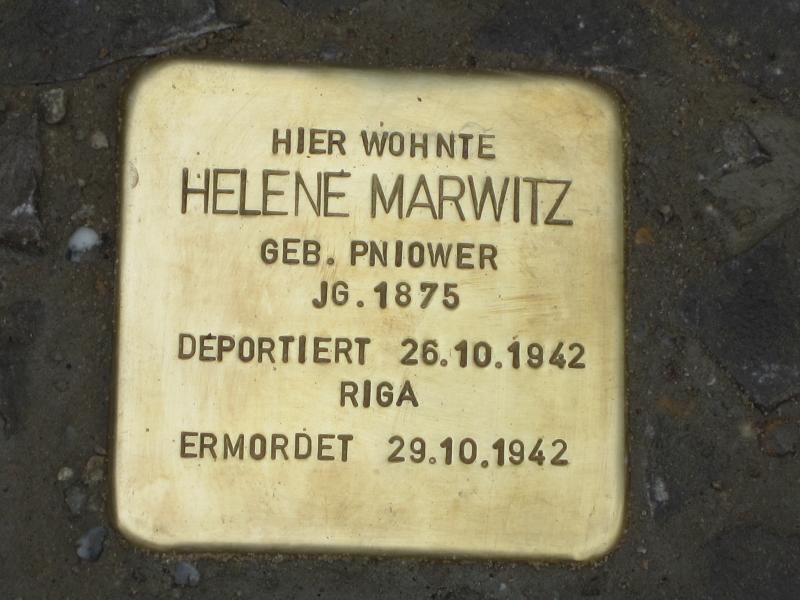 HIER WOHNTE
HELENE MARWITZ
GEB. PNIOWER
JG. 1875
DEPORTIERT 26.10.1942
RIGA
ERMORDET 29.10.1942